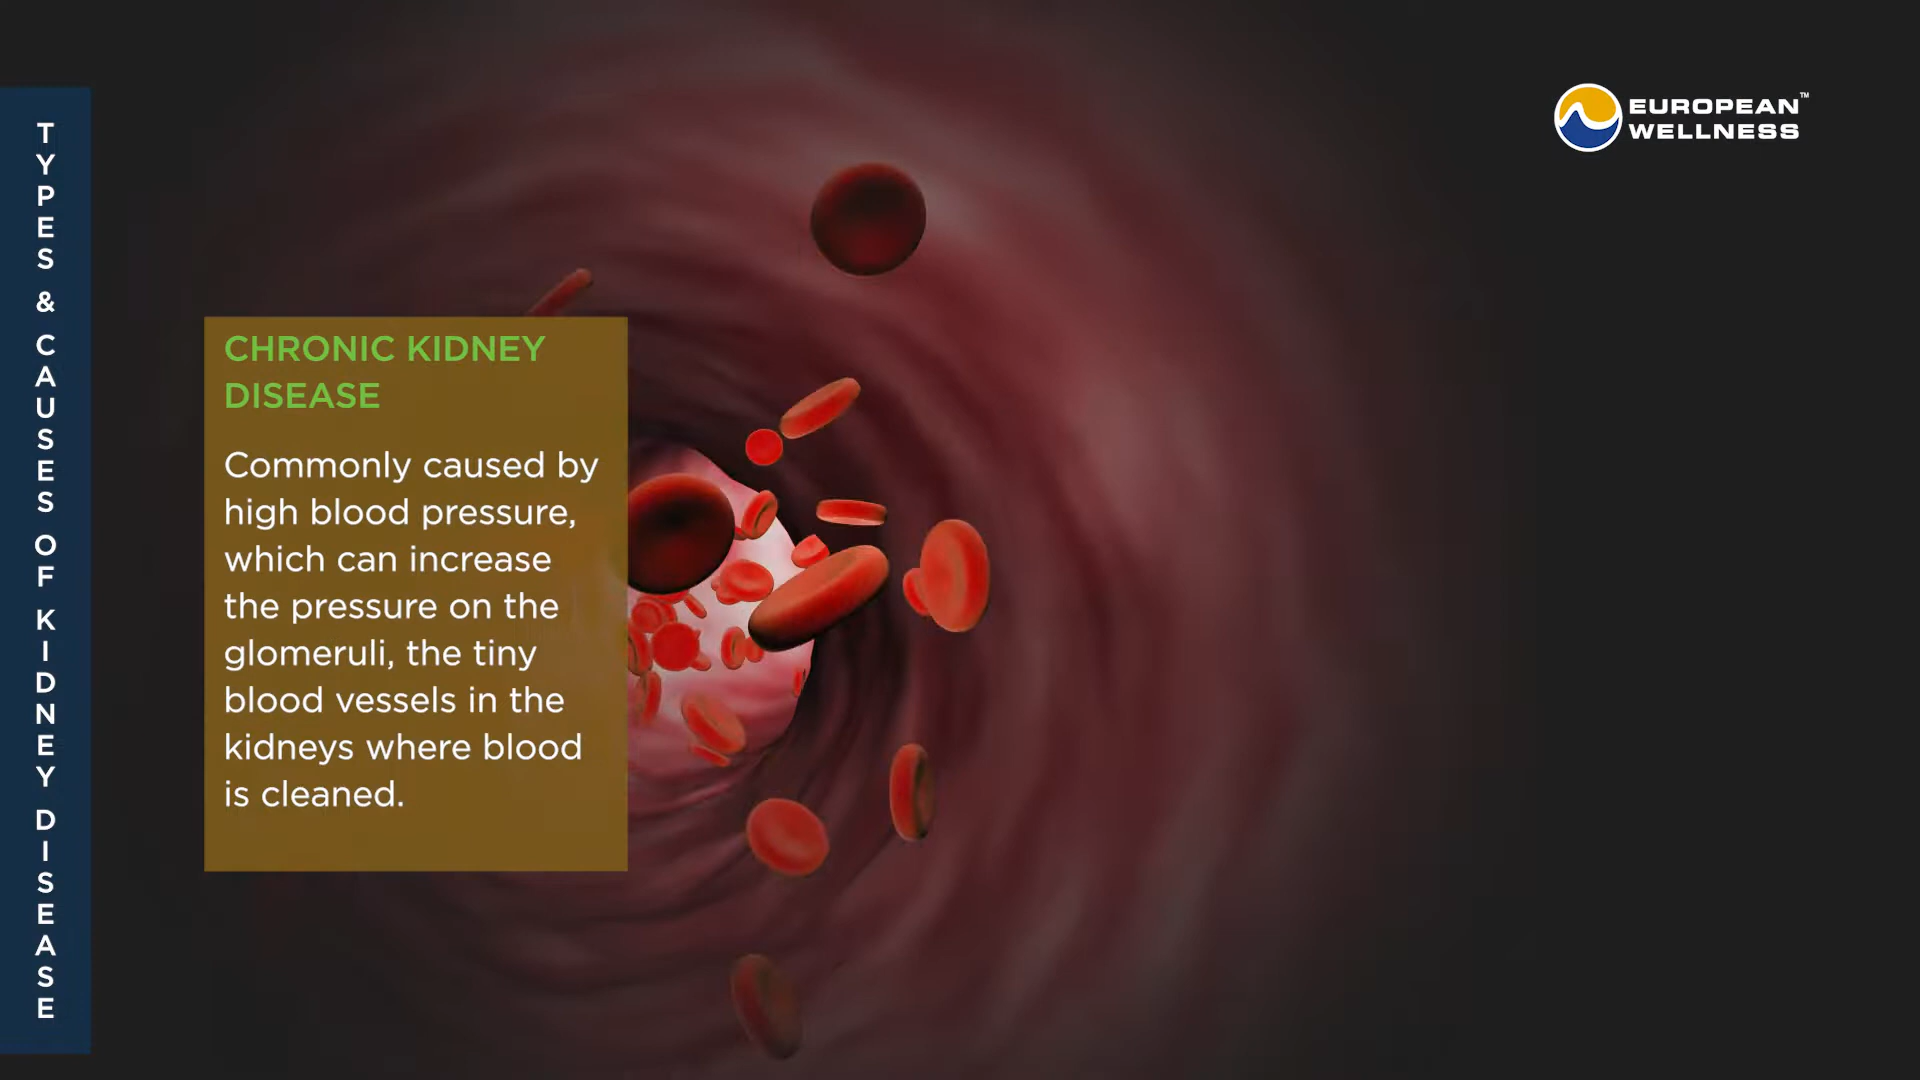 TYPES & CAUSES OF KIDNEY DISEASE
EUROPEAN™
WELLNESS
CHRONIC KIDNEY
DISEASE
Commonly caused by
high blood pressure,
which can increase
the pressure on the
glomeruli, the tiny
blood vessels in the
kidneys where blood
is cleaned.